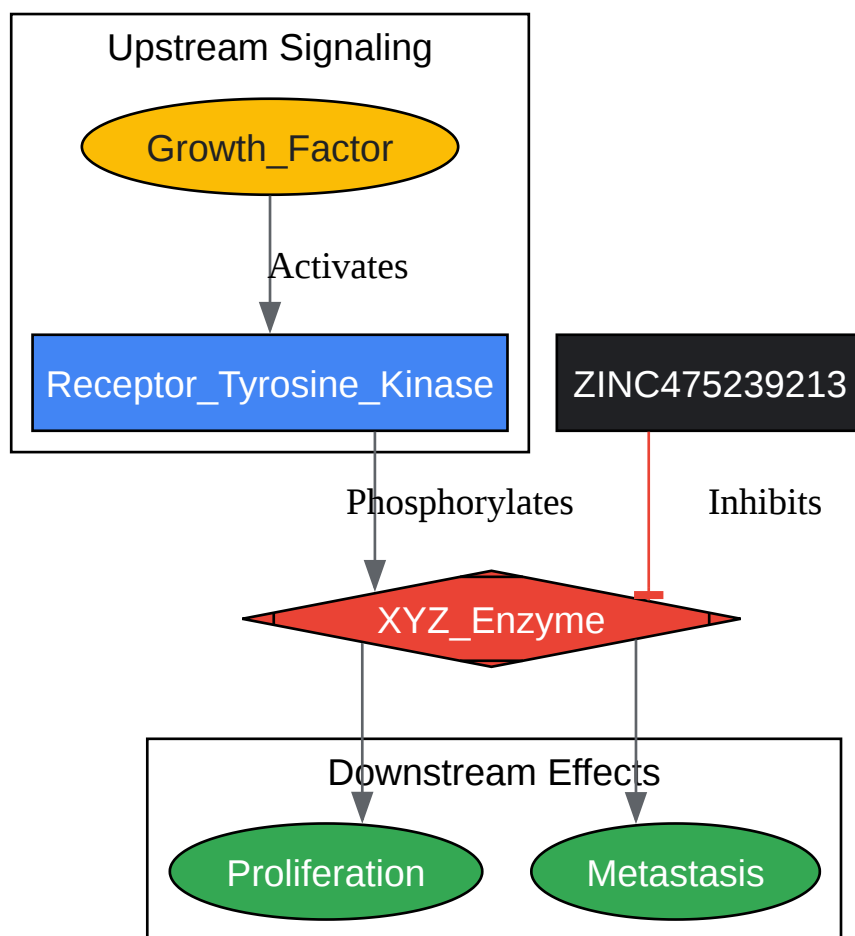 Upstream Signaling
Growth_Factor
Activates
Receptor_Tyrosine_Kinase
ZINC475239213
Phosphorylates
Inhibits
XYZ_Enzyme
Downstream Effects
Proliferation
Metastasis